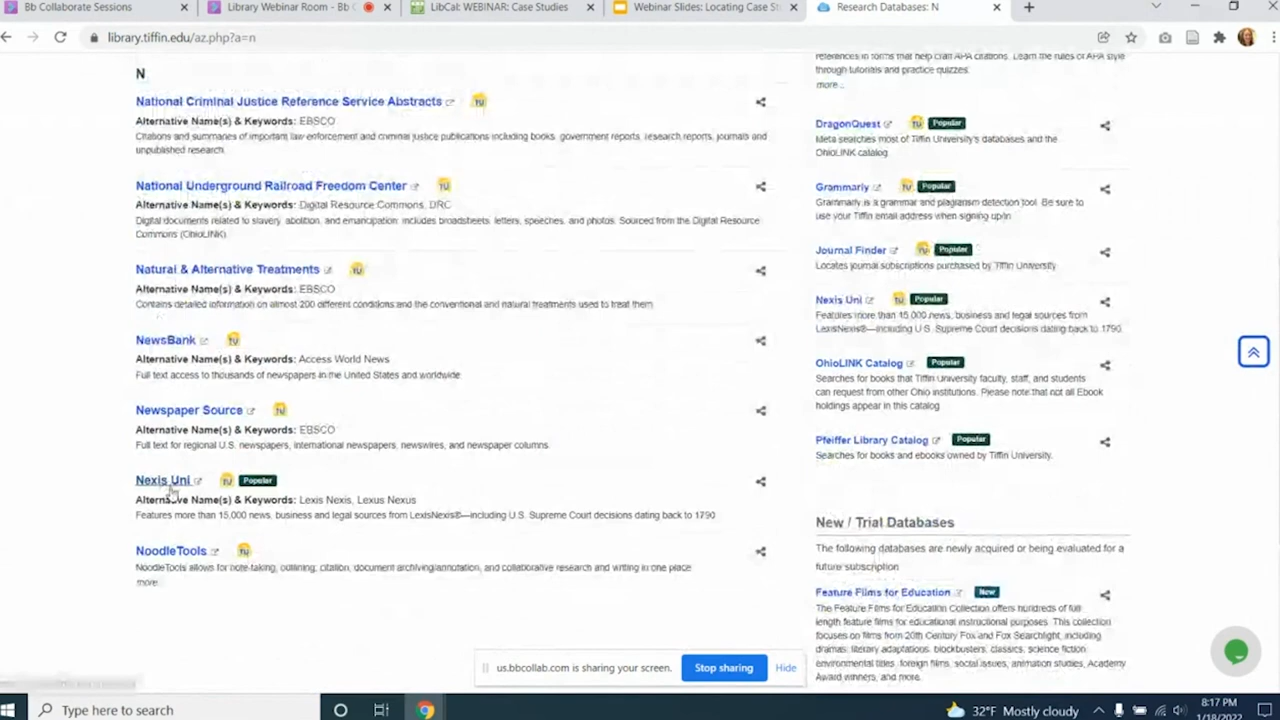 Bb Collaborate Sessions
Library Webinar Room - Bb C
LibCal: WEBINAR: Case Studies
Webinar Slides: Locating Case St
Research Databases: N
library.tiffin.edu/az.php?a=n
N
National Criminal Justice Reference Service Abstracts
Alternative Name(s) & Keywords: EBSCO
Citations and summaries of important law enforcement and criminal justice publications including books, government reports, research reports, journals and
unpublished research.
National Underground Railroad Freedom Center
Alternative Name(s) & Keywords: Digital Resource Commons, DRC
Digital documents related to slavery, abolition, and emancipation: includes broadsheets, letters, speeches, and photos. Sourced from the Digital Resource
Commons (OhioLINK)
Natural & Alternative Treatments
Alternative Name(s) & Keywords: EBSCO
Contains detailed information on almost 200 different conditions and the conventional and natural treatments used to treat them
NewsBank
Alternative Name(s) & Keywords: Access World News
Full text access to thousands of newspapers in the United States and worldwide
Newspaper Source
Alternative Name(s) & Keywords: EBSCO
Full text for regional U.S. newspapers, international newspapers, newswires, and newspaper columns.
Nexis Uni Popular
Alternative Name(s) & Keywords: Lexis Nexis, Lexus Nexus
Features more than 15,000 news, business and legal sources from LexisNexis®—including U.S. Supreme Court decisions dating back to 1790
NoodleTools
NoodleTools allows for note-taking, outlining, citation, document archiving/annotation, and collaborative research and writing in one place
more...
references in forms that help craft APA citations. Learn the rules of APA style
through tutorials and practice quizzes.
more...
DragonQuest Popular
Meta searches most of Tiffin University's databases and the
OhioLINK catalog
Grammarly Popular
Grammarly is a grammar and plagiarism detection tool. Be sure to
use your Tiffin email address when signing up/in
Journal Finder Popular
Locates journal subscriptions purchased by Tiffin University
Nexis Uni Popular
Features more than 15,000 news, business and legal sources from
LexisNexis®—including U.S. Supreme Court decisions dating back to 1790.
OhioLINK Catalog Popular
Searches for books that Tiffin University faculty, staff, and students
can request from other Ohio institutions. Please note that not all Ebook
holdings appear in this catalog
Pfeiffer Library Catalog Popular
Searches for books and ebooks owned by Tiffin University.
New / Trial Databases
The following databases are newly acquired or being evaluated for a
future subscription
Feature Films for Education New
The Feature Films for Education Collection offers hundreds of full-
length feature films for educational instructional purposes. This collection
focuses on films from 20th Century Fox and Fox Searchlight, including
dramas, literary adaptations, blockbusters, classics, science fiction,
environmental titles, foreign films, social issues, animation studies, Academy
Award winners, and more.
us.bbcollab.com is sharing your screen. Stop sharing Hide
Type here to search
32°F Mostly cloudy
8:17 PM
1/18/2022